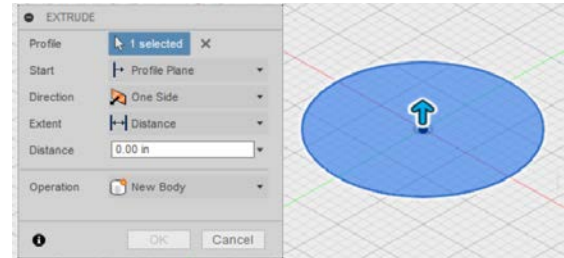 EXTRUDE
Profile 1 selected
Start Profile Plane
Direction One Side
Extent Distance
Distance 0.00 in
Operation New Body
OK Cancel